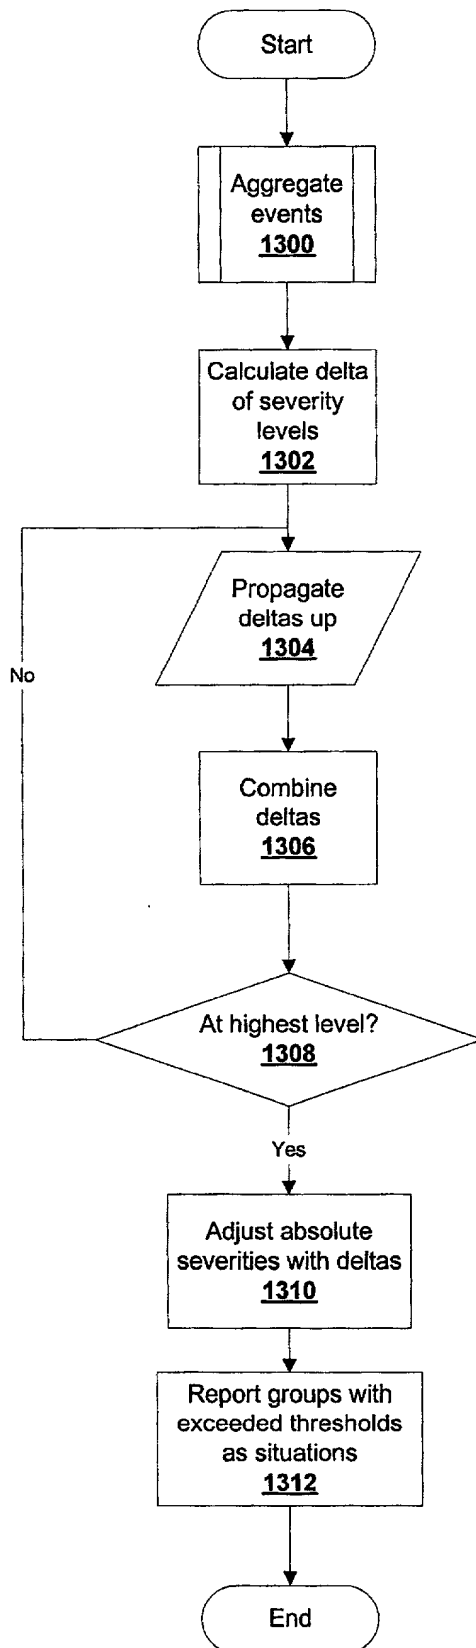 Start
Aggregate
events
1300
Calculate delta
of severity
levels
1302
Propagate
deltas up
1304
No
Combine
deltas
1306
At highest level?
1308
Yes
Adjust absolute
severities with deltas
1310
Report groups with
exceeded thresholds
as situations
1312
End